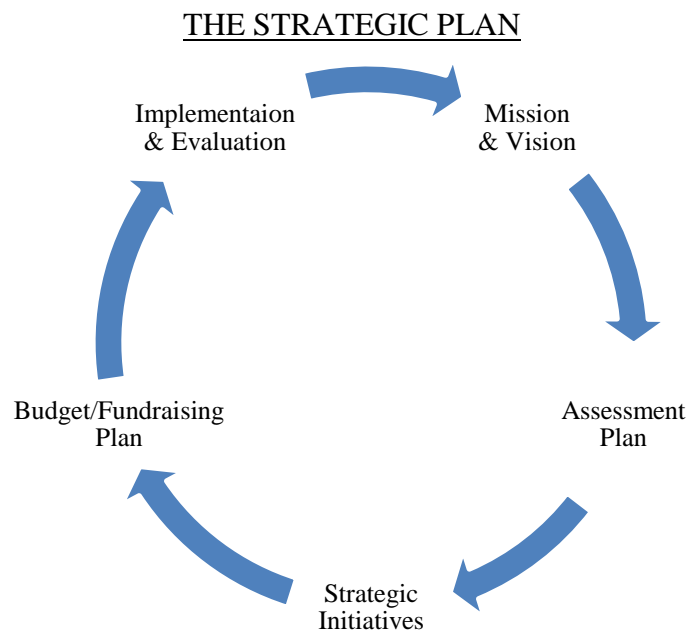 THE STRATEGIC PLAN
Implementaion
& Evaluation
Mission
& Vision
Budget/Fundraising
Plan
Assessment
Plan
Strategic
Initiatives